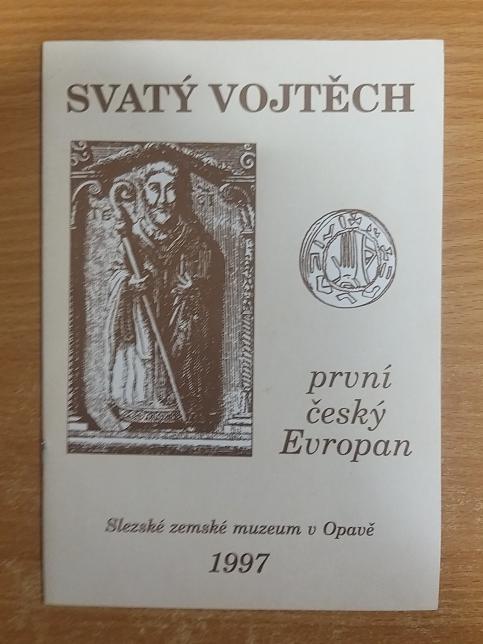 SVATÝ VOJTĚCH
první
český
Evropan
Slezské zemské muzeum v Opavě
1997